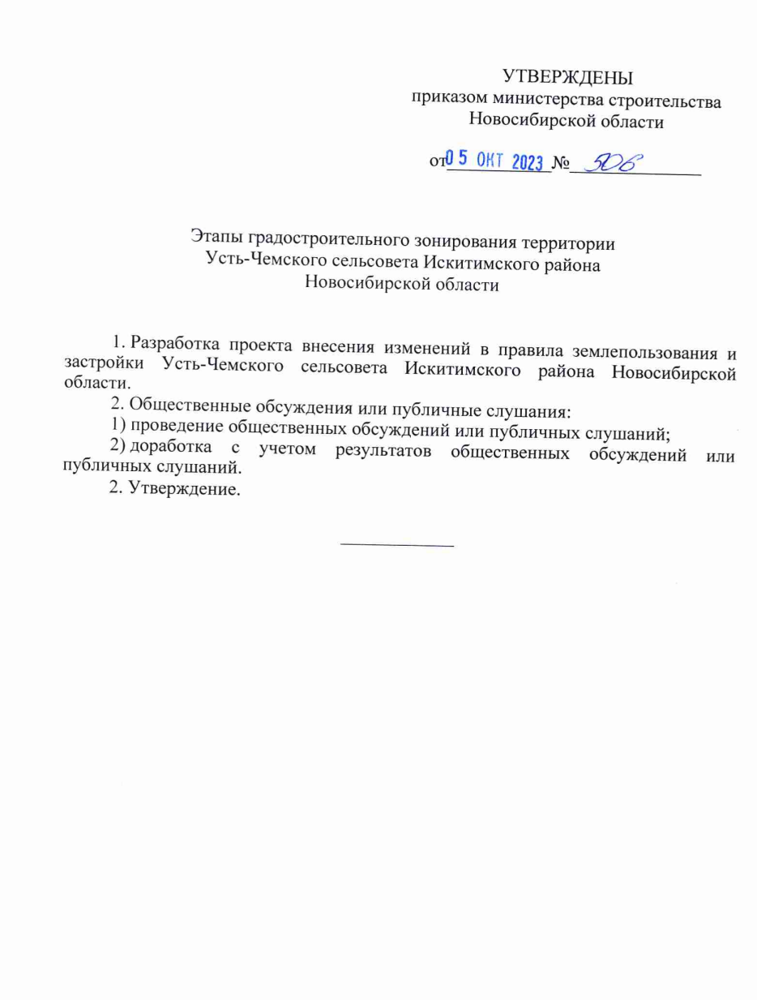 УТВЕРЖДЕНЫ
приказом министерства строительства
Новосибирской области
от 05 ОКТ 2023 № 506
Этапы градостроительного зонирования территории
Усть-Чемского сельсовета Искитимского района
Новосибирской области
1. Разработка проекта внесения изменений в правила землепользования и
застройки Усть-Чемского сельсовета Искитимского района Новосибирской
области.
2. Общественные обсуждения или публичные слушания:
1) проведение общественных обсуждений или публичных слушаний;
2) доработка с учетом результатов общественных обсуждений или
публичных слушаний.
2. Утверждение.